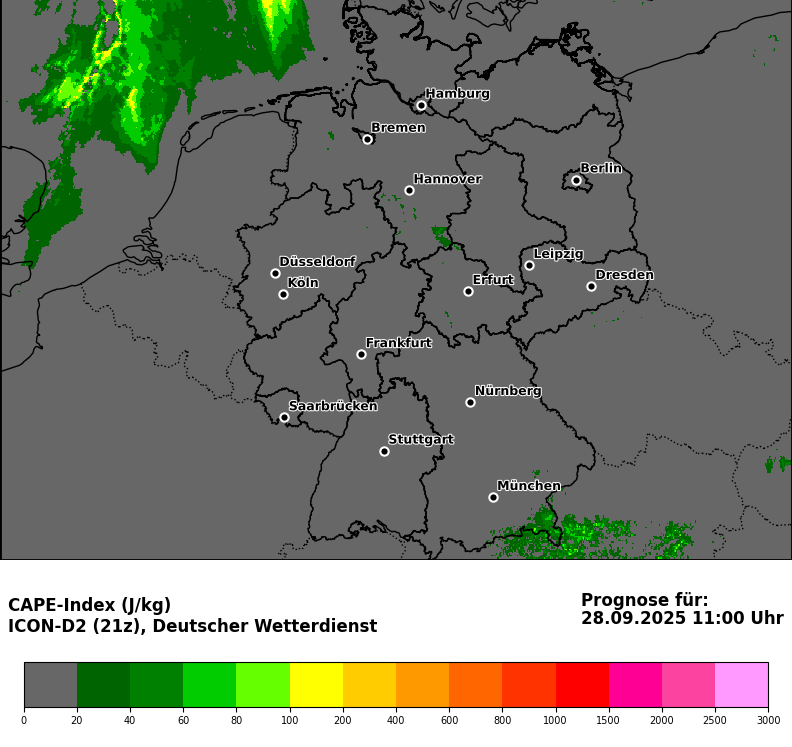 Hamburg
Bremen
Berlin
Hannover
Leipzig
Düsseldorf
Dresden
Köln
Erfurt
Frankfurt
Nürnberg
Saarbrücken
Stuttgart
München
CAPE-Index (J/kg)
ICON-D2 (21z), Deutscher Wetterdienst
Prognose für:
28.09.2025 11:00 Uhr
0 20 40 60 80 100 200 400 600 800 1000 1500 2000 2500 3000